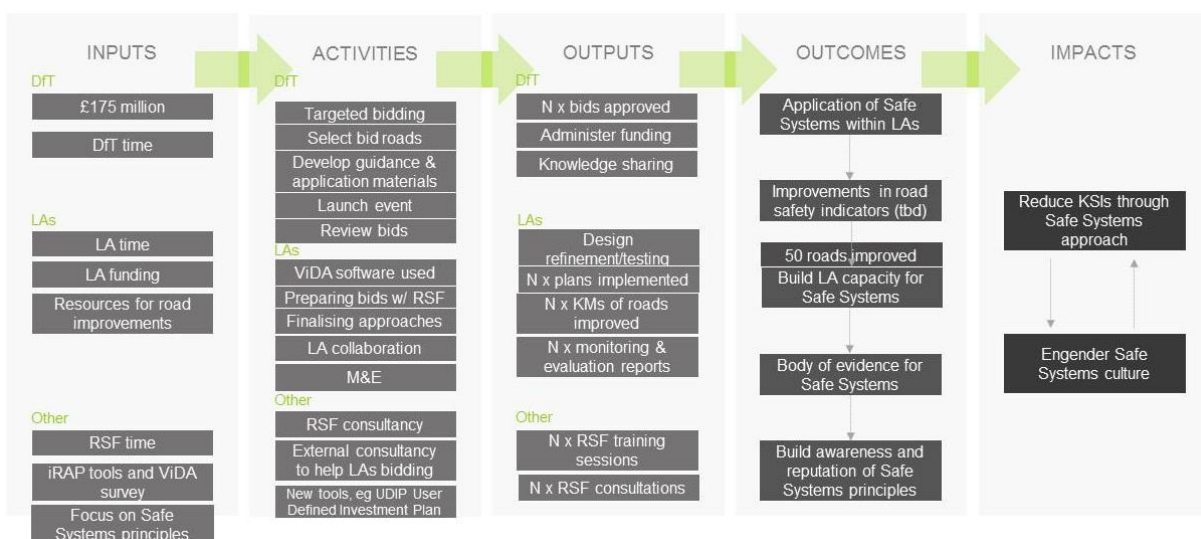 INPUTS
DfT
£175 million
DfT time
LAs
LA time
LA funding
Resources for road
improvements
Other
RSF time
iRAP tools and ViDA
survey
Focus on Safe
Systems principles
ACTIVITIES
DfT
Targeted bidding
Select bid roads
Develop guidance &
application materials
Launch event
Review bids
LAs
ViDA software used
Preparing bids w/ RSF
Finalising approaches
LA collaboration
M&E
Other
RSF consultancy
External consultancy
to help LAs bidding
New tools, eg UDIP User
Defined Investment Plan
OUTPUTS
DfT
N x bids approved
Administer funding
Knowledge sharing
LAs
Design
refinement/testing
N x plans implemented
N x KMs of roads
improved
N x monitoring &
evaluation reports
Other
N x RSF training
sessions
N x RSF consultations
OUTCOMES
Application of Safe
Systems within LAs
Improvements in road
safety indicators (tbd)
50 roads improved
Build LA capacity for
Safe Systems
Body of evidence for
Safe Systems
Build awareness and
reputation of Safe
Systems principles
IMPACTS
Reduce KSIs through
Safe Systems
approach
Engender Safe
Systems culture